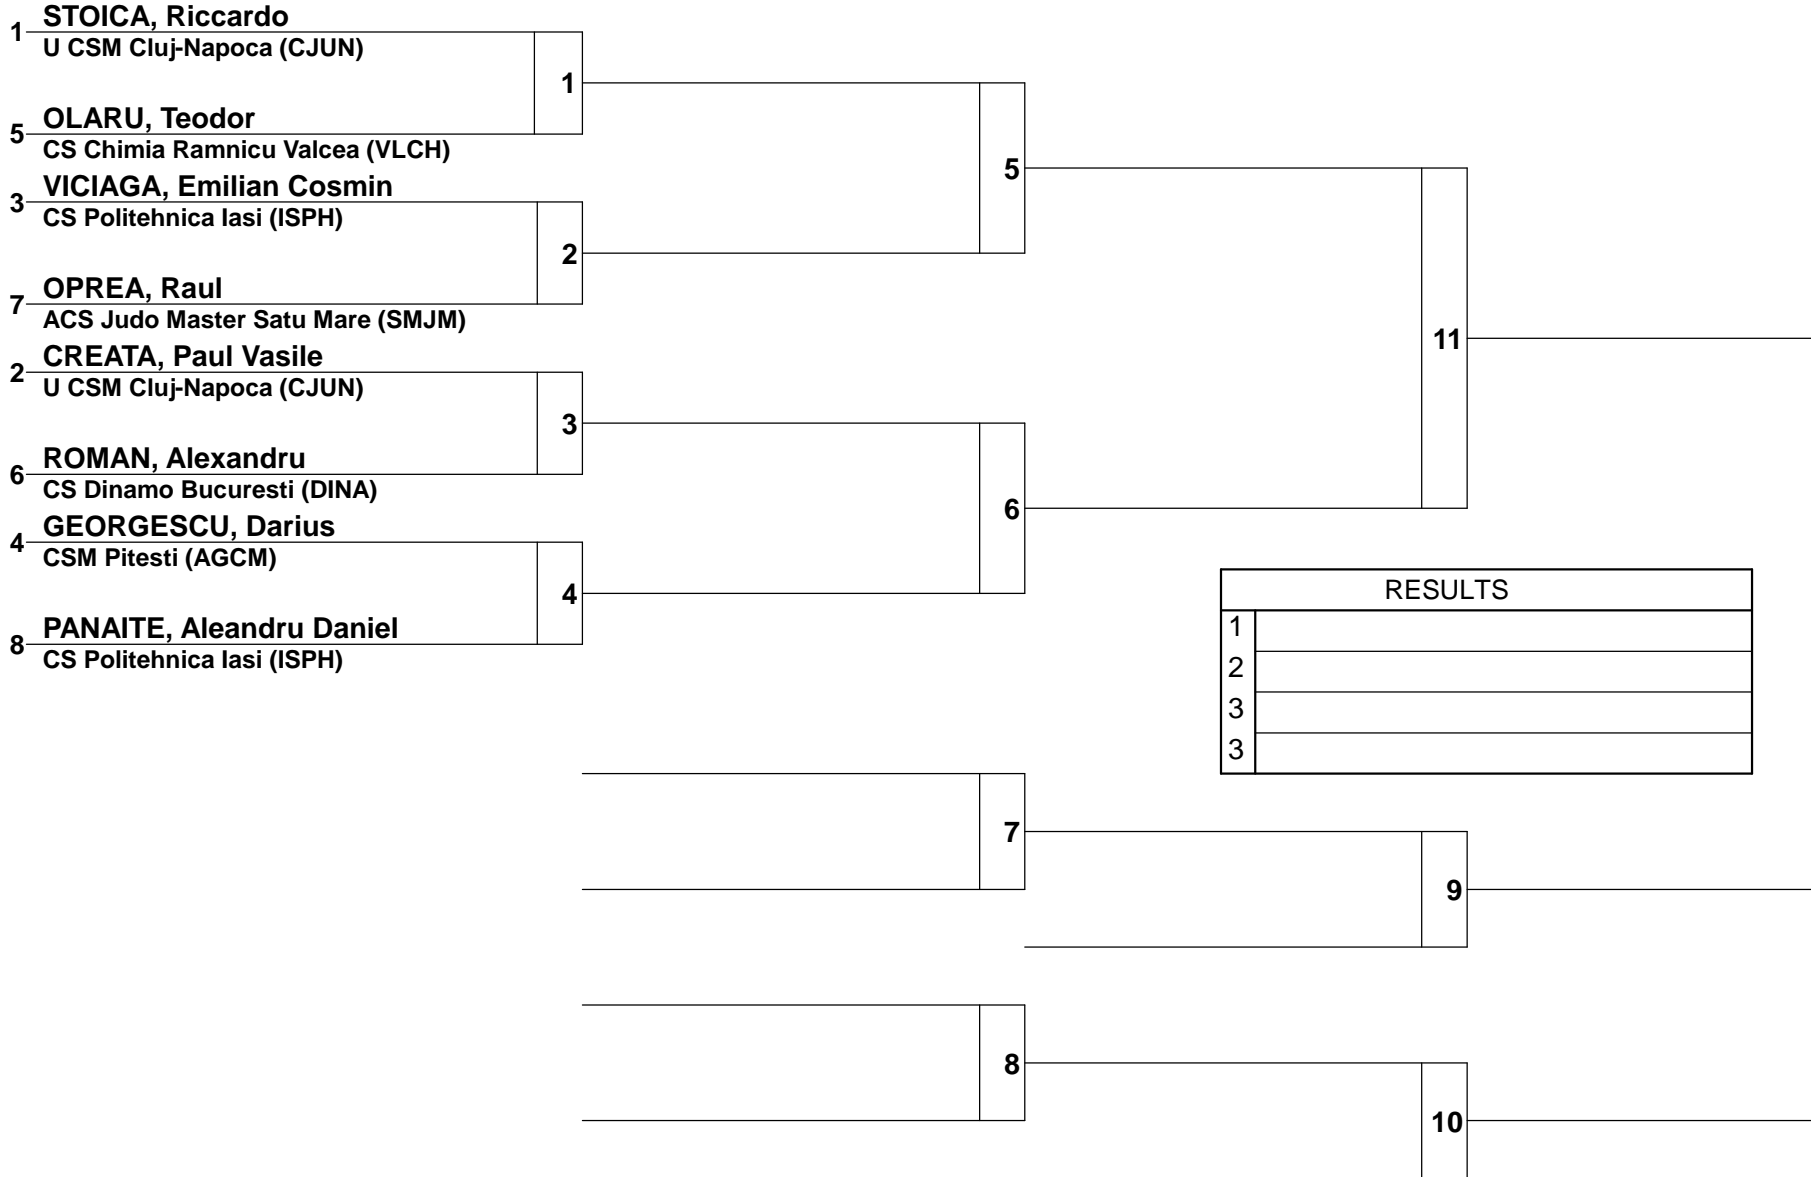 STOICA, Riccardo
1
U CSM Cluj-Napoca (CJUN)
1
OLARU, Teodor
5
CS Chimia Ramnicu Valcea (VLCH)
5
VICIAGA, Emilian Cosmin
3
CS Politehnica Iasi (ISPH)
2
OPREA, Raul
7
ACS Judo Master Satu Mare (SMJM)
11
CREATA, Paul Vasile
2
U CSM Cluj-Napoca (CJUN)
3
ROMAN, Alexandru
6
CS Dinamo Bucuresti (DINA)
6
GEORGESCU, Darius
4
CSM Pitesti (AGCM)
4
PANAITE, Aleandru Daniel
8
CS Politehnica Iasi (ISPH)
RESULTS
1
2
3
3
7
9
8
10